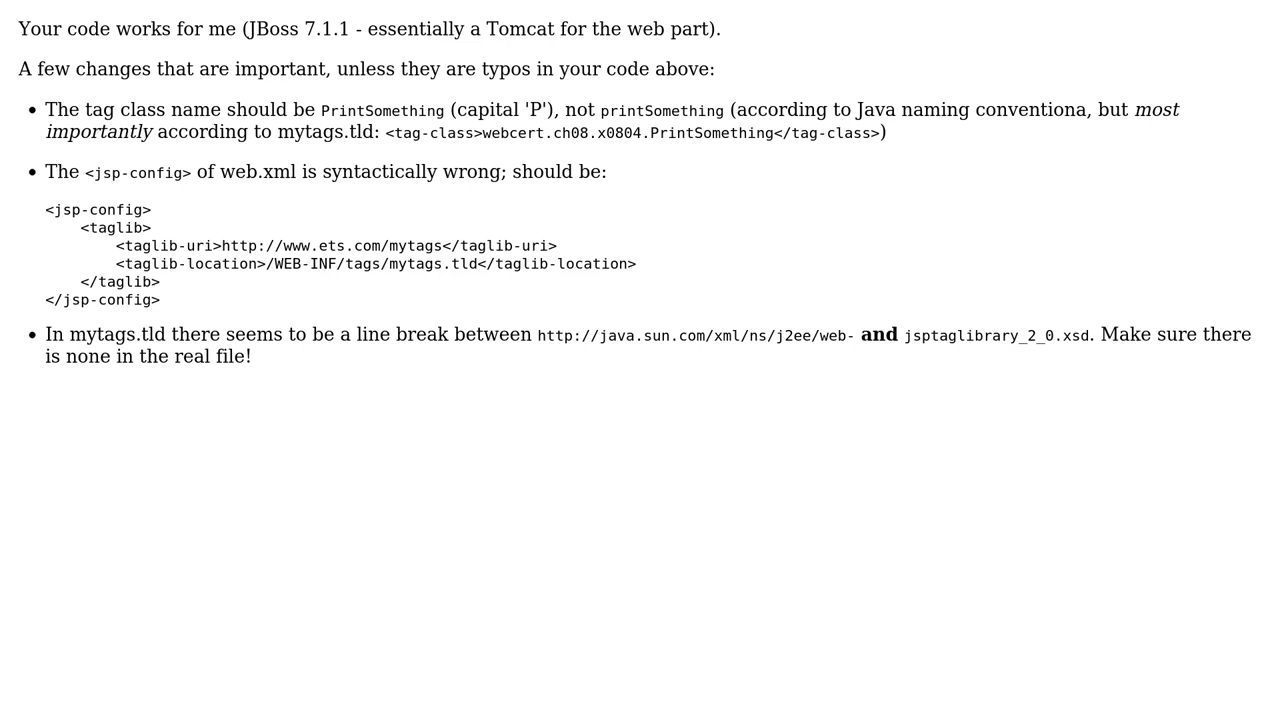 Your code works for me (JBoss 7.1.1 - essentially a Tomcat for the web part).
A few changes that are important, unless they are typos in your code above:
• The tag class name should be PrintSomething (capital 'P'), not printSomething (according to Java naming conventiona, but most
importantly according to mytags.tld: <tag-class>webcert.ch08.x0804.PrintSomething</tag-class>)
• The <jsp-config> of web.xml is syntactically wrong; should be:
<jsp-config>
    <taglib>
        <taglib-uri>http://www.ets.com/mytags</taglib-uri>
        <taglib-location>/WEB-INF/tags/mytags.tld</taglib-location>
    </taglib>
</jsp-config>
• In mytags.tld there seems to be a line break between http://java.sun.com/xml/ns/j2ee/web- and jsptaglibrary_2_0.xsd. Make sure there
is none in the real file!